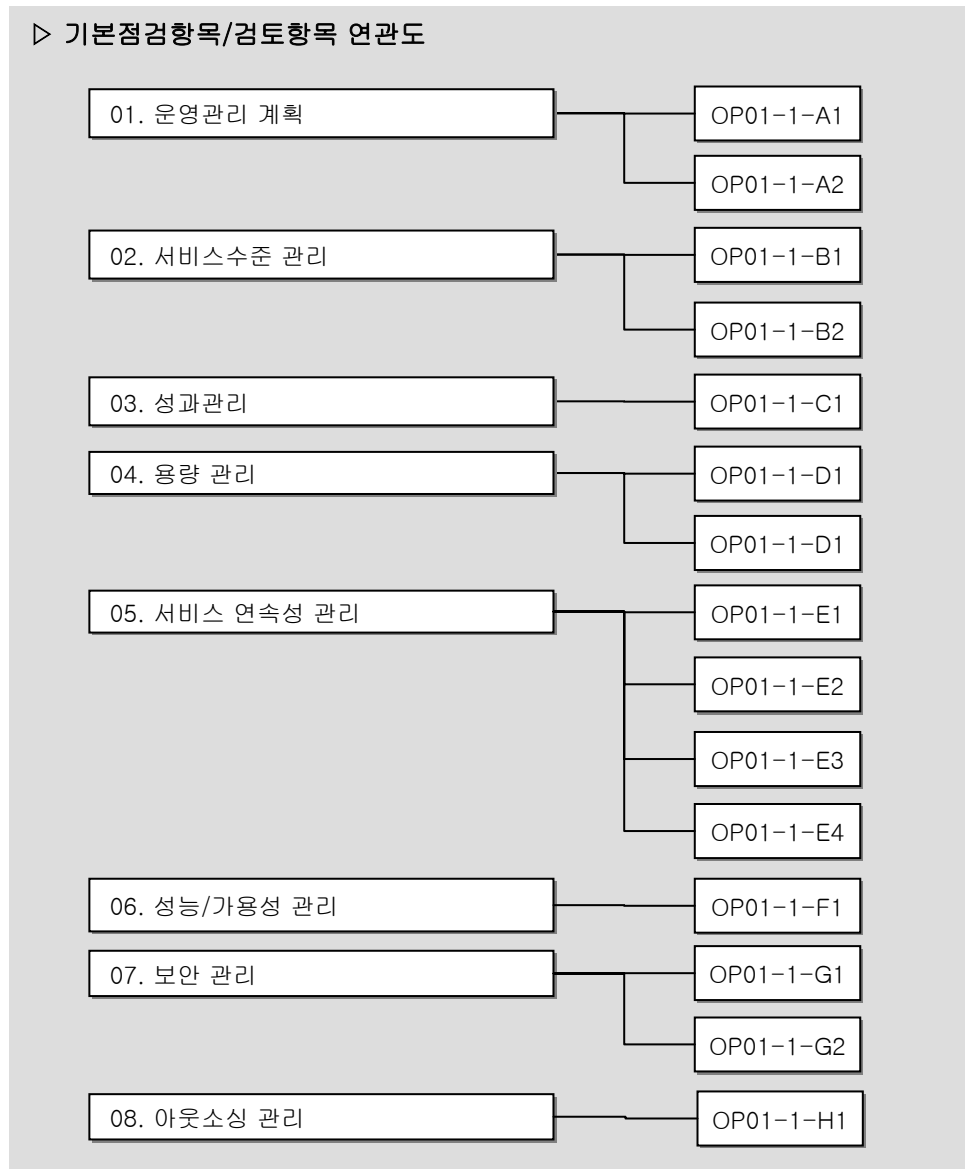 ▷ 기본점검항목/검토항목 연관도
01. 운영관리 계획
OP01-1-A1
OP01-1-A2
02. 서비스수준 관리
OP01-1-B1
OP01-1-B2
03. 성과관리
OP01-1-C1
04. 용량 관리
OP01-1-D1
OP01-1-D1
05. 서비스 연속성 관리
OP01-1-E1
OP01-1-E2
OP01-1-E3
OP01-1-E4
06. 성능/가용성 관리
OP01-1-F1
07. 보안 관리
OP01-1-G1
OP01-1-G2
08. 아웃소싱 관리
OP01-1-H1